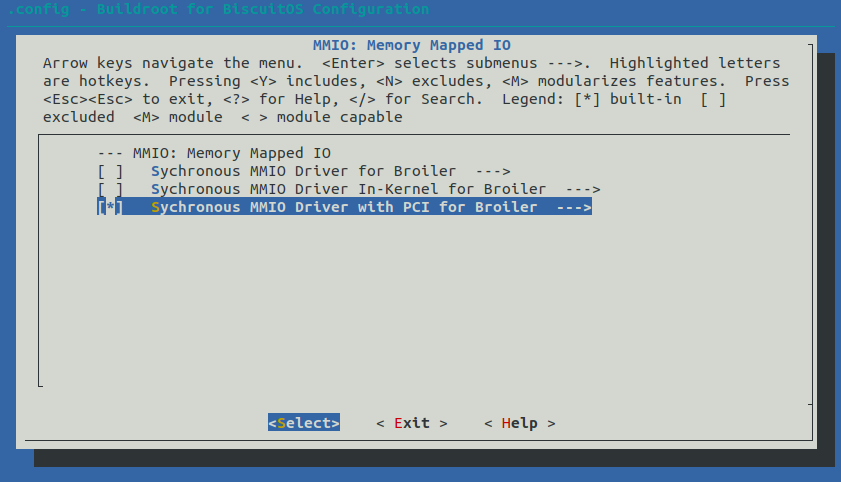 .config - Buildroot for BiscuitOS Configuration
MMIO: Memory Mapped IO
Arrow keys navigate the menu.  <Enter> selects submenus --->.  Highlighted letters
are hotkeys.  Pressing <Y> includes, <N> excludes, <M> modularizes features.  Press
<Esc><Esc> to exit, <?> for Help, </> for Search.  Legend: [*] built-in  [ ]
excluded  <M> module  < > module capable
--- MMIO: Memory Mapped IO
[ ]   Sychronous MMIO Driver for Broiler  --->
[ ]   Sychronous MMIO Driver In-Kernel for Broiler  --->
[*]   Sychronous MMIO Driver with PCI for Broiler  --->
<Select>    < Exit >    < Help >